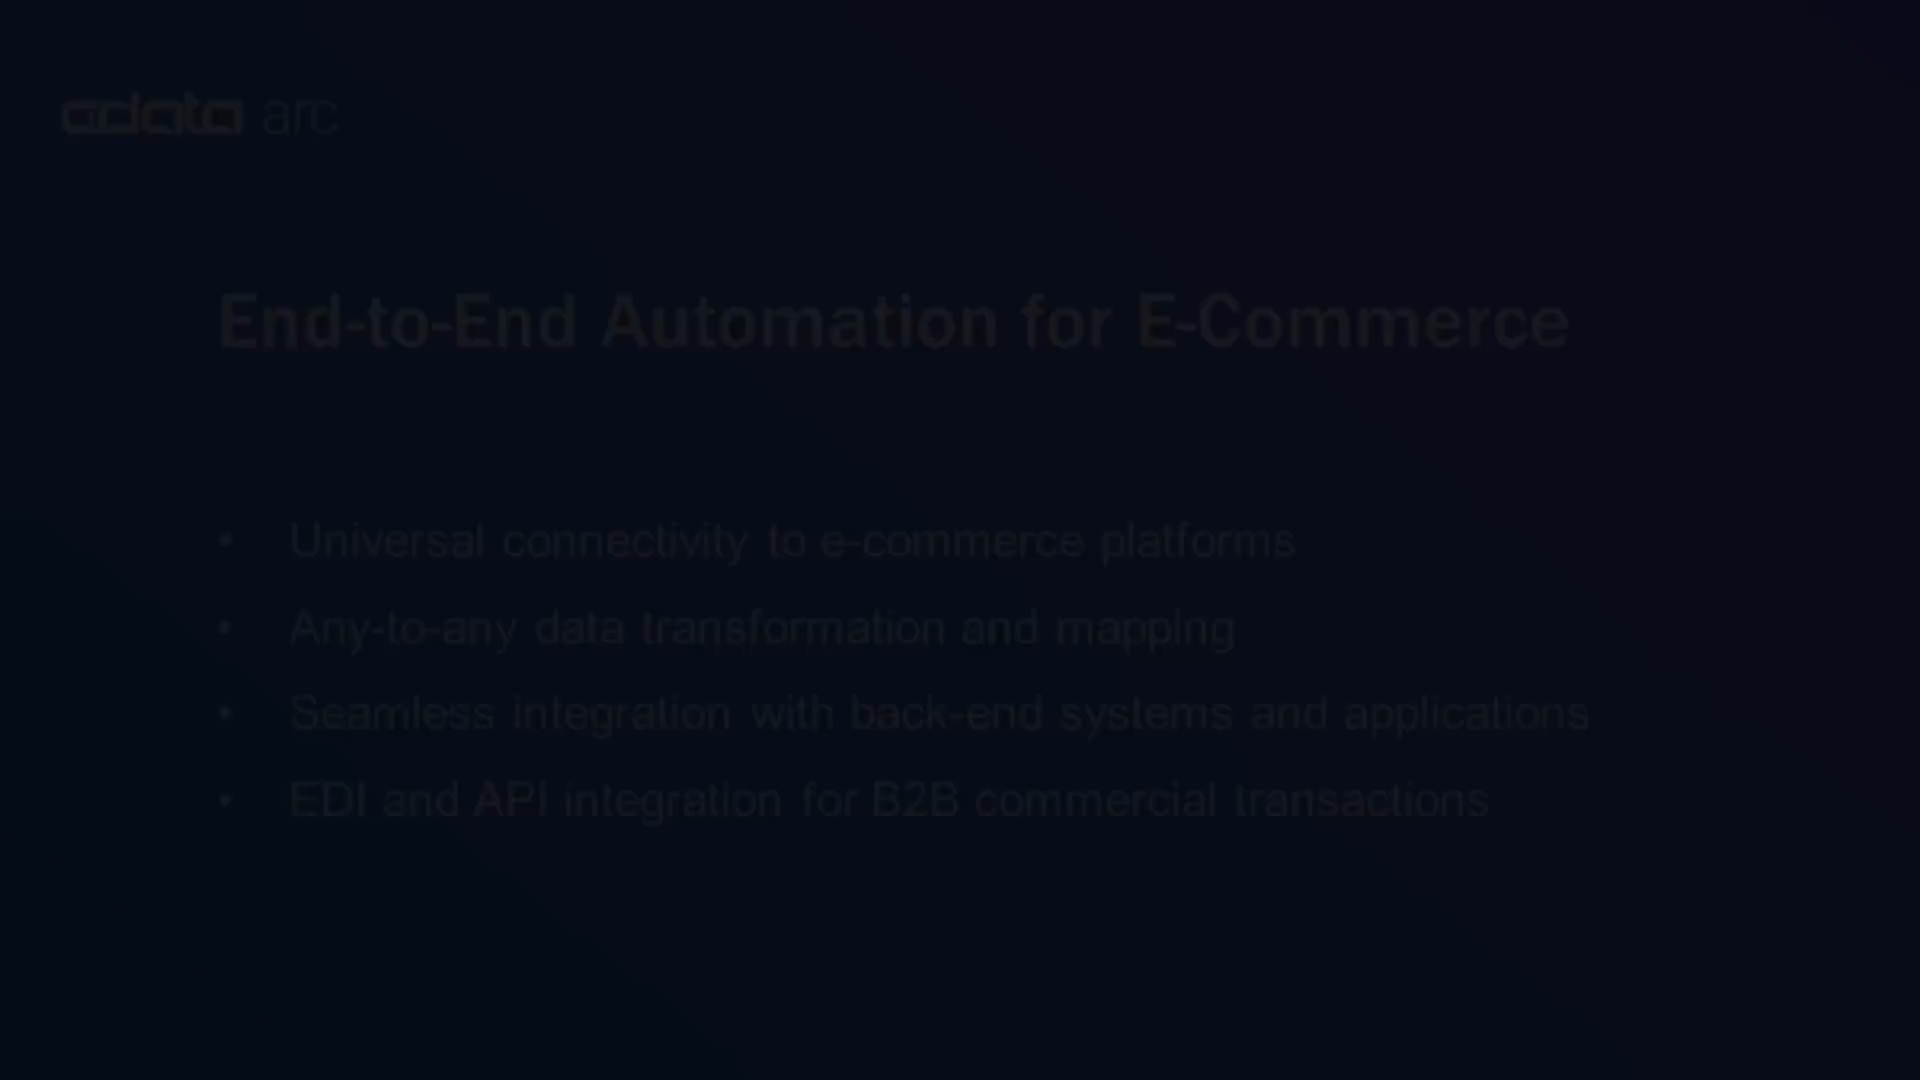 cdata arc
End-to-End Automation for E-Commerce
• Universal connectivity to e-commerce platforms
• Any-to-any data transformation and mapping
• Seamless integration with back-end systems and applications
• EDI and API integration for B2B commercial transactions